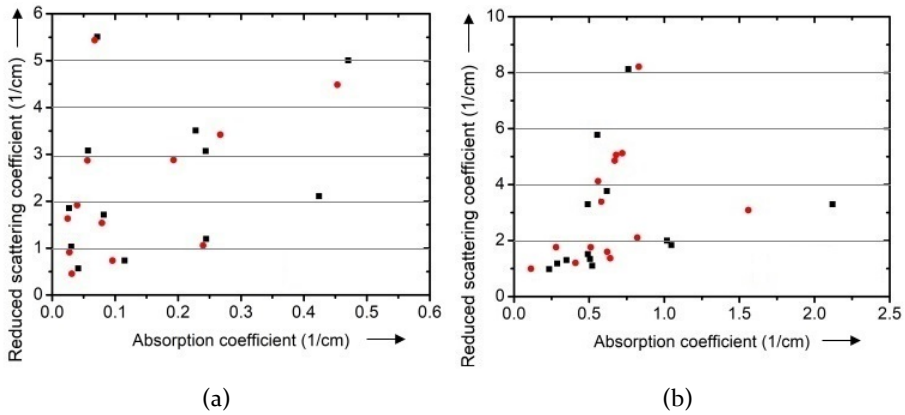 Reduced scattering coefficient (1/cm)
6
5
4
3
2
1
0
0.0 0.1 0.2 0.3 0.4 0.5 0.6
Absorption coefficient (1/cm)
(a)
Reduced scattering coefficient (1/cm)
10
8
6
4
2
0
0.0 0.5 1.0 1.5 2.0 2.5
Absorption coefficient (1/cm)
(b)